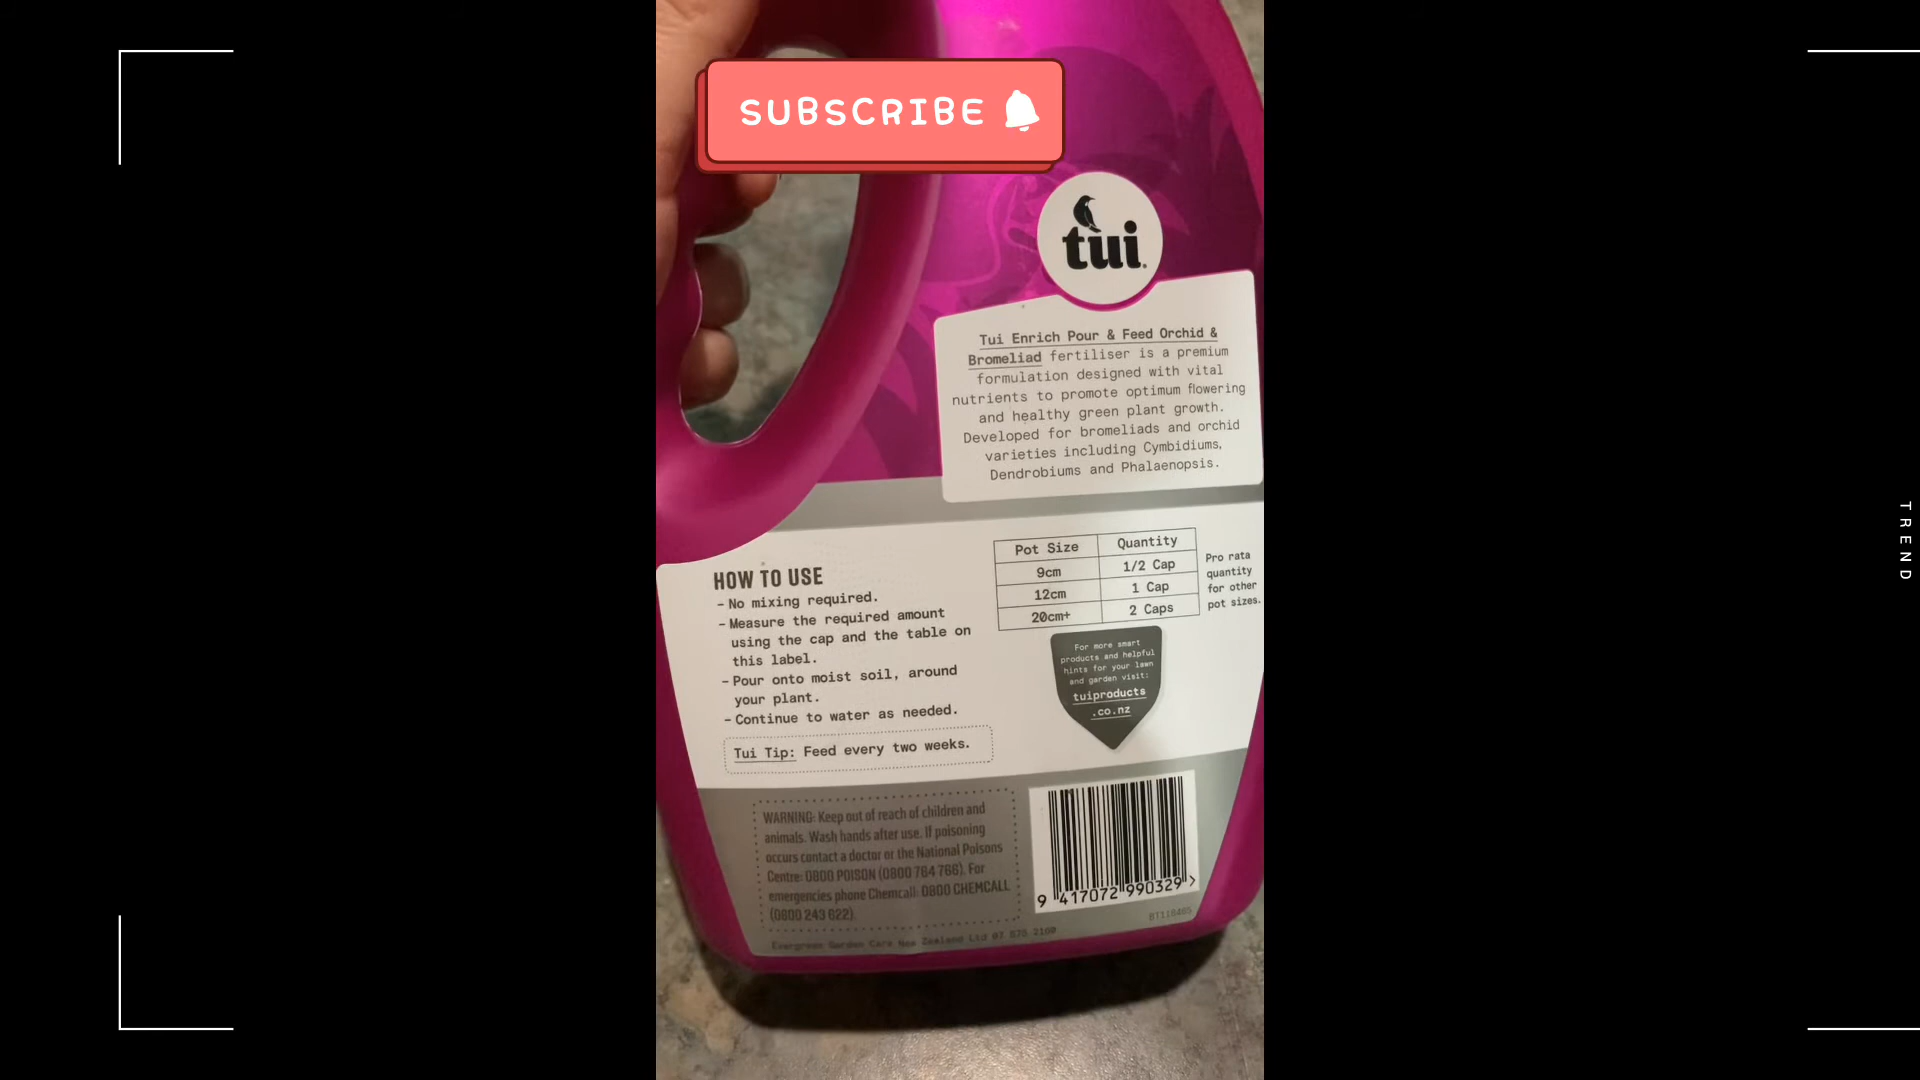 SUBSCRIBE
tui
Tui Enrich Pour & Feed Orchid &
Bromeliad fertiliser is a premium
formulation designed with vital
nutrients to promote optimum flowering
and healthy green plant growth.
Developed for bromeliads and orchid
varieties including Cymbidiums,
Dendrobiums and Phalaenopsis.
HOW TO USE
- No mixing required.
- Measure the required amount
using the cap and the table on
this label.
- Pour onto moist soil, around
your plant.
- Continue to water as needed.
Tui Tip: Feed every two weeks.
Pot Size Quantity
9cm 1/2 Cap
12cm 1 Cap
20cm+ 2 Caps
Pro rata
quantity
for other
pot sizes.
For more smart
products and helpful
hints for your lawn
and garden visit:
tuiproducts
.co.nz
WARNING: Keep out of reach of children and
animals. Wash hands after use. If poisoning
occurs contact a doctor or the National Poisons
Centre: 0800 POISON (0800 764 766). For
emergencies phone Chemcall: 0800 CHEMCALL
(0800 243 622).
9 417072 990329 >
Evergreen Garden Care New Zealand Ltd
TREND